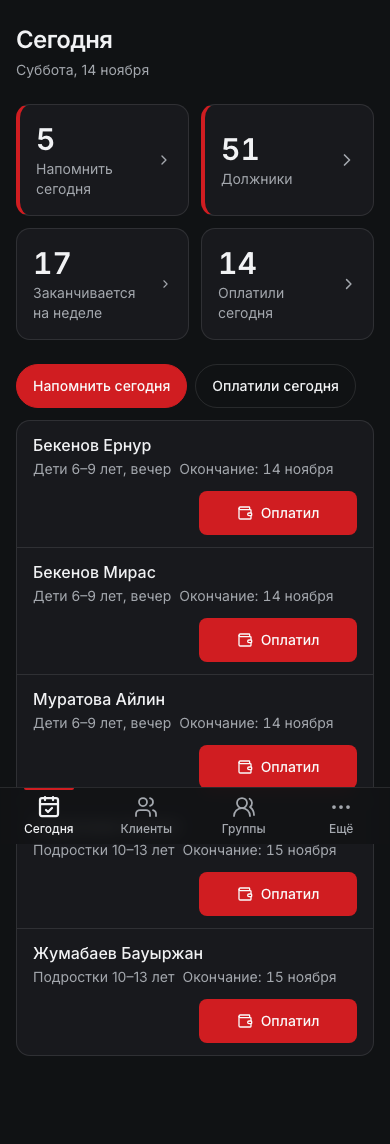 Сегодня
Суббота, 14 ноября
5
Напомнить
сегодня
51
Должники
17
Заканчивается
на неделе
14
Оплатили
сегодня
Напомнить сегодня
Оплатили сегодня
Бекенов Ернур
Дети 6–9 лет, вечер Окончание: 14 ноября
Оплатил
Бекенов Мирас
Дети 6–9 лет, вечер Окончание: 14 ноября
Оплатил
Муратова Айлин
Дети 6–9 лет, вечер Окончание: 14 ноября
Оплатил
Сегодня
Клиенты
Группы
Ещё
Подростки 10–13 лет Окончание: 15 ноября
Оплатил
Жумабаев Бауыржан
Подростки 10–13 лет Окончание: 15 ноября
Оплатил